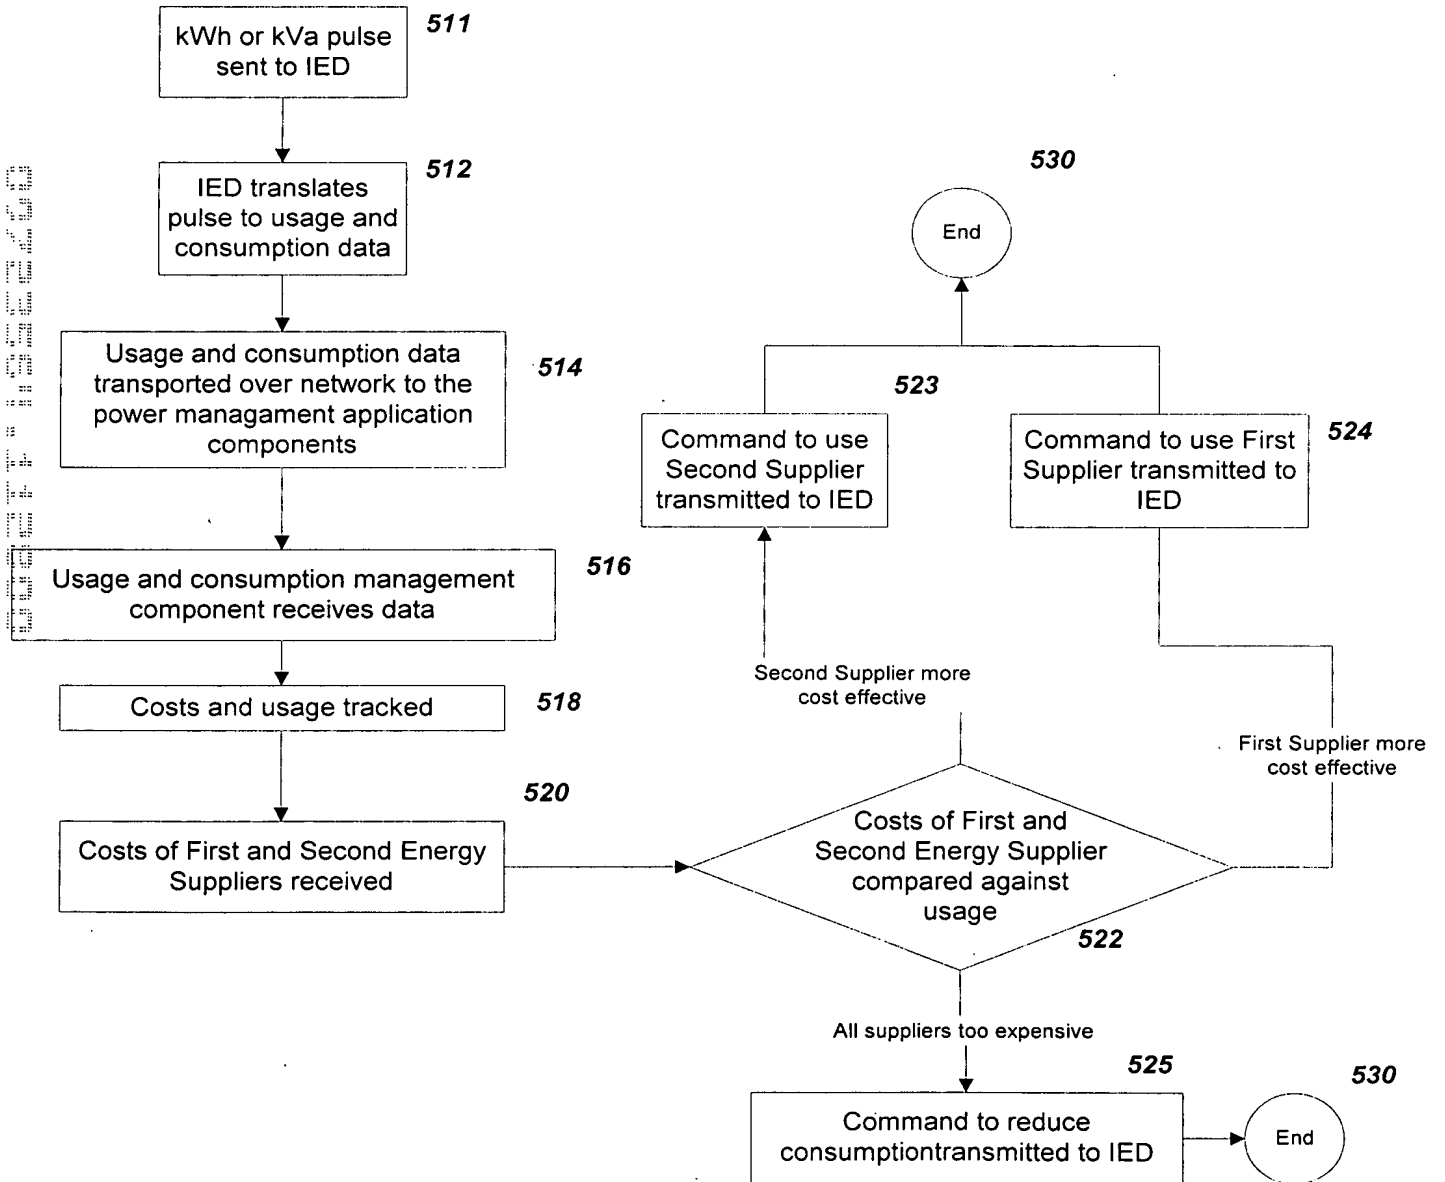 kWh or kVa pulse
sent to IED
511
IED translates
pulse to usage and
consumption data
512
Usage and consumption data
transported over network to the
power managament application
components
514
Usage and consumption management
component receives data
516
Costs and usage tracked
518
Costs of First and Second Energy
Suppliers received
520
Costs of First and
Second Energy Supplier
compared against
usage
522
Second Supplier more
cost effective
Command to use
Second Supplier
transmitted to IED
523
First Supplier more
cost effective
Command to use First
Supplier transmitted to
IED
524
End
530
All suppliers too expensive
Command to reduce
consumptiontransmitted to IED
525
End
530